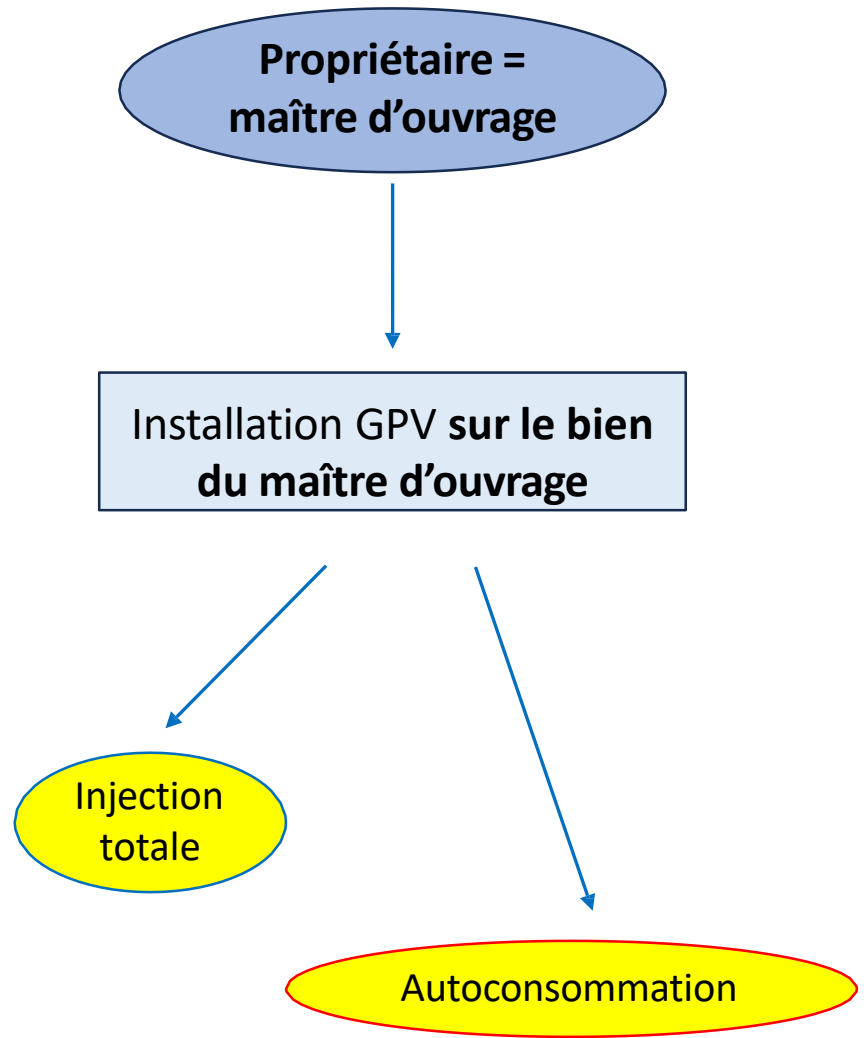 Propriétaire =
maître d’ouvrage
Installation GPV sur le bien
du maître d’ouvrage
Injection
totale
Autoconsommation